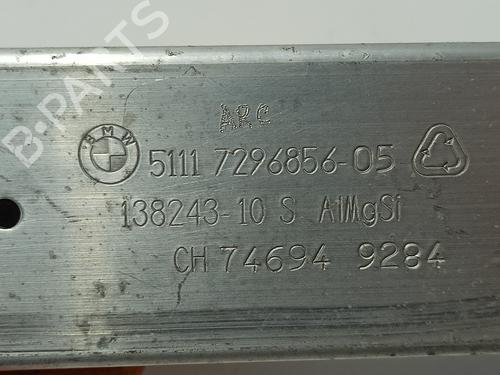 B-PARTS
ARC
BMW
5111 7296856-05
138243-10 S AlMgSi
CH 74694 9284